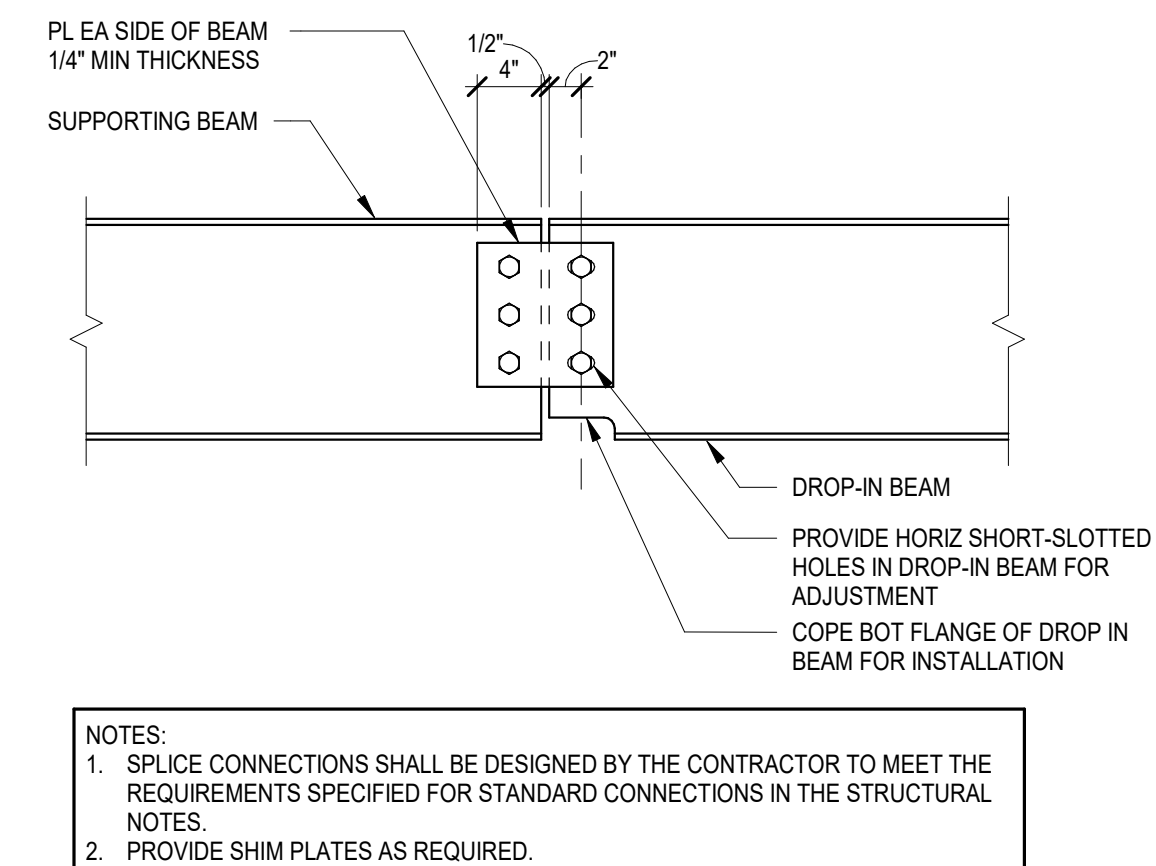 PL EA SIDE OF BEAM
1/4" MIN THICKNESS
1/2"
4"
2"
SUPPORTING BEAM
DROP-IN BEAM
PROVIDE HORIZ SHORT-SLOTTED
HOLES IN DROP-IN BEAM FOR
ADJUSTMENT
COPE BOT FLANGE OF DROP IN
BEAM FOR INSTALLATION
NOTES:
1. SPLICE CONNECTIONS SHALL BE DESIGNED BY THE CONTRACTOR TO MEET THE
REQUIREMENTS SPECIFIED FOR STANDARD CONNECTIONS IN THE STRUCTURAL
NOTES.
2. PROVIDE SHIM PLATES AS REQUIRED.